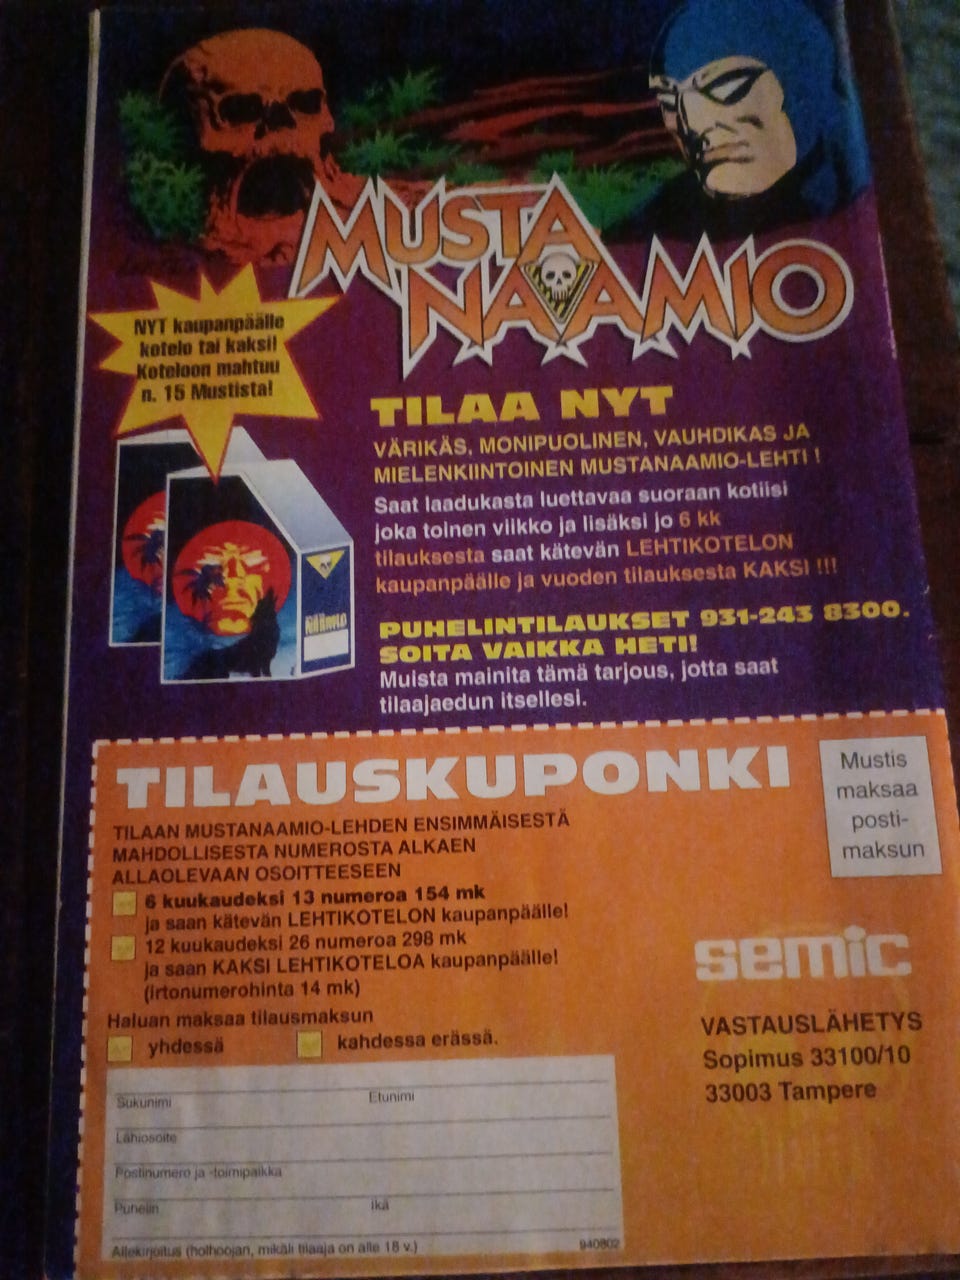 MUSTA
NAAMIO
NYT kaupanpäälle
kotelo tai kaksi!
Koteloon mahtuu
n. 15 Mustista!
TILAA NYT
VÄRIKÄS, MONIPUOLINEN, VAUHDIKAS JA
MIELENKIINTOINEN MUSTANAAMIO-LEHTI !
Saat laadukasta luettavaa suoraan kotiisi
joka toinen viikko ja lisäksi jo 6 kk
tilauksesta saat kätevän LEHTIKOTELON
kaupanpäälle ja vuoden tilauksesta KAKSI !!!
NAAMIO
PUHELINTILAUKSET 931-243 8300.
SOITA VAIKKA HETI!
Muista mainita tämä tarjous, jotta saat
tilaajaedun itsellesi.
TILAUSKUPONKI
Mustis
maksaa
posti-
maksun
TILAAN MUSTANAAMIO-LEHDEN ENSIMMÄISESTÄ
MAHDOLLISESTA NUMEROSTA ALKAEN
ALLAOLEVAAN OSOITTEESEEN
6 kuukaudeksi 13 numeroa 154 mk
ja saan kätevän LEHTIKOTELON kaupanpäälle!
12 kuukaudeksi 26 numeroa 298 mk
ja saan KAKSI LEHTIKOTELOA kaupanpäälle!
(irtonumerohinta 14 mk)
Haluan maksaa tilausmaksun
yhdessä kahdessa erässä.
semic
VASTAUSLÄHETYS
Sopimus 33100/10
33003 Tampere
Sukunimi Etunimi
Lähiosoite
Postinumero ja -toimipaikka
Puhelin Ikä
Allekirjoitus (holhoojan, mikäli tilaaja on alle 18 v.) 940802